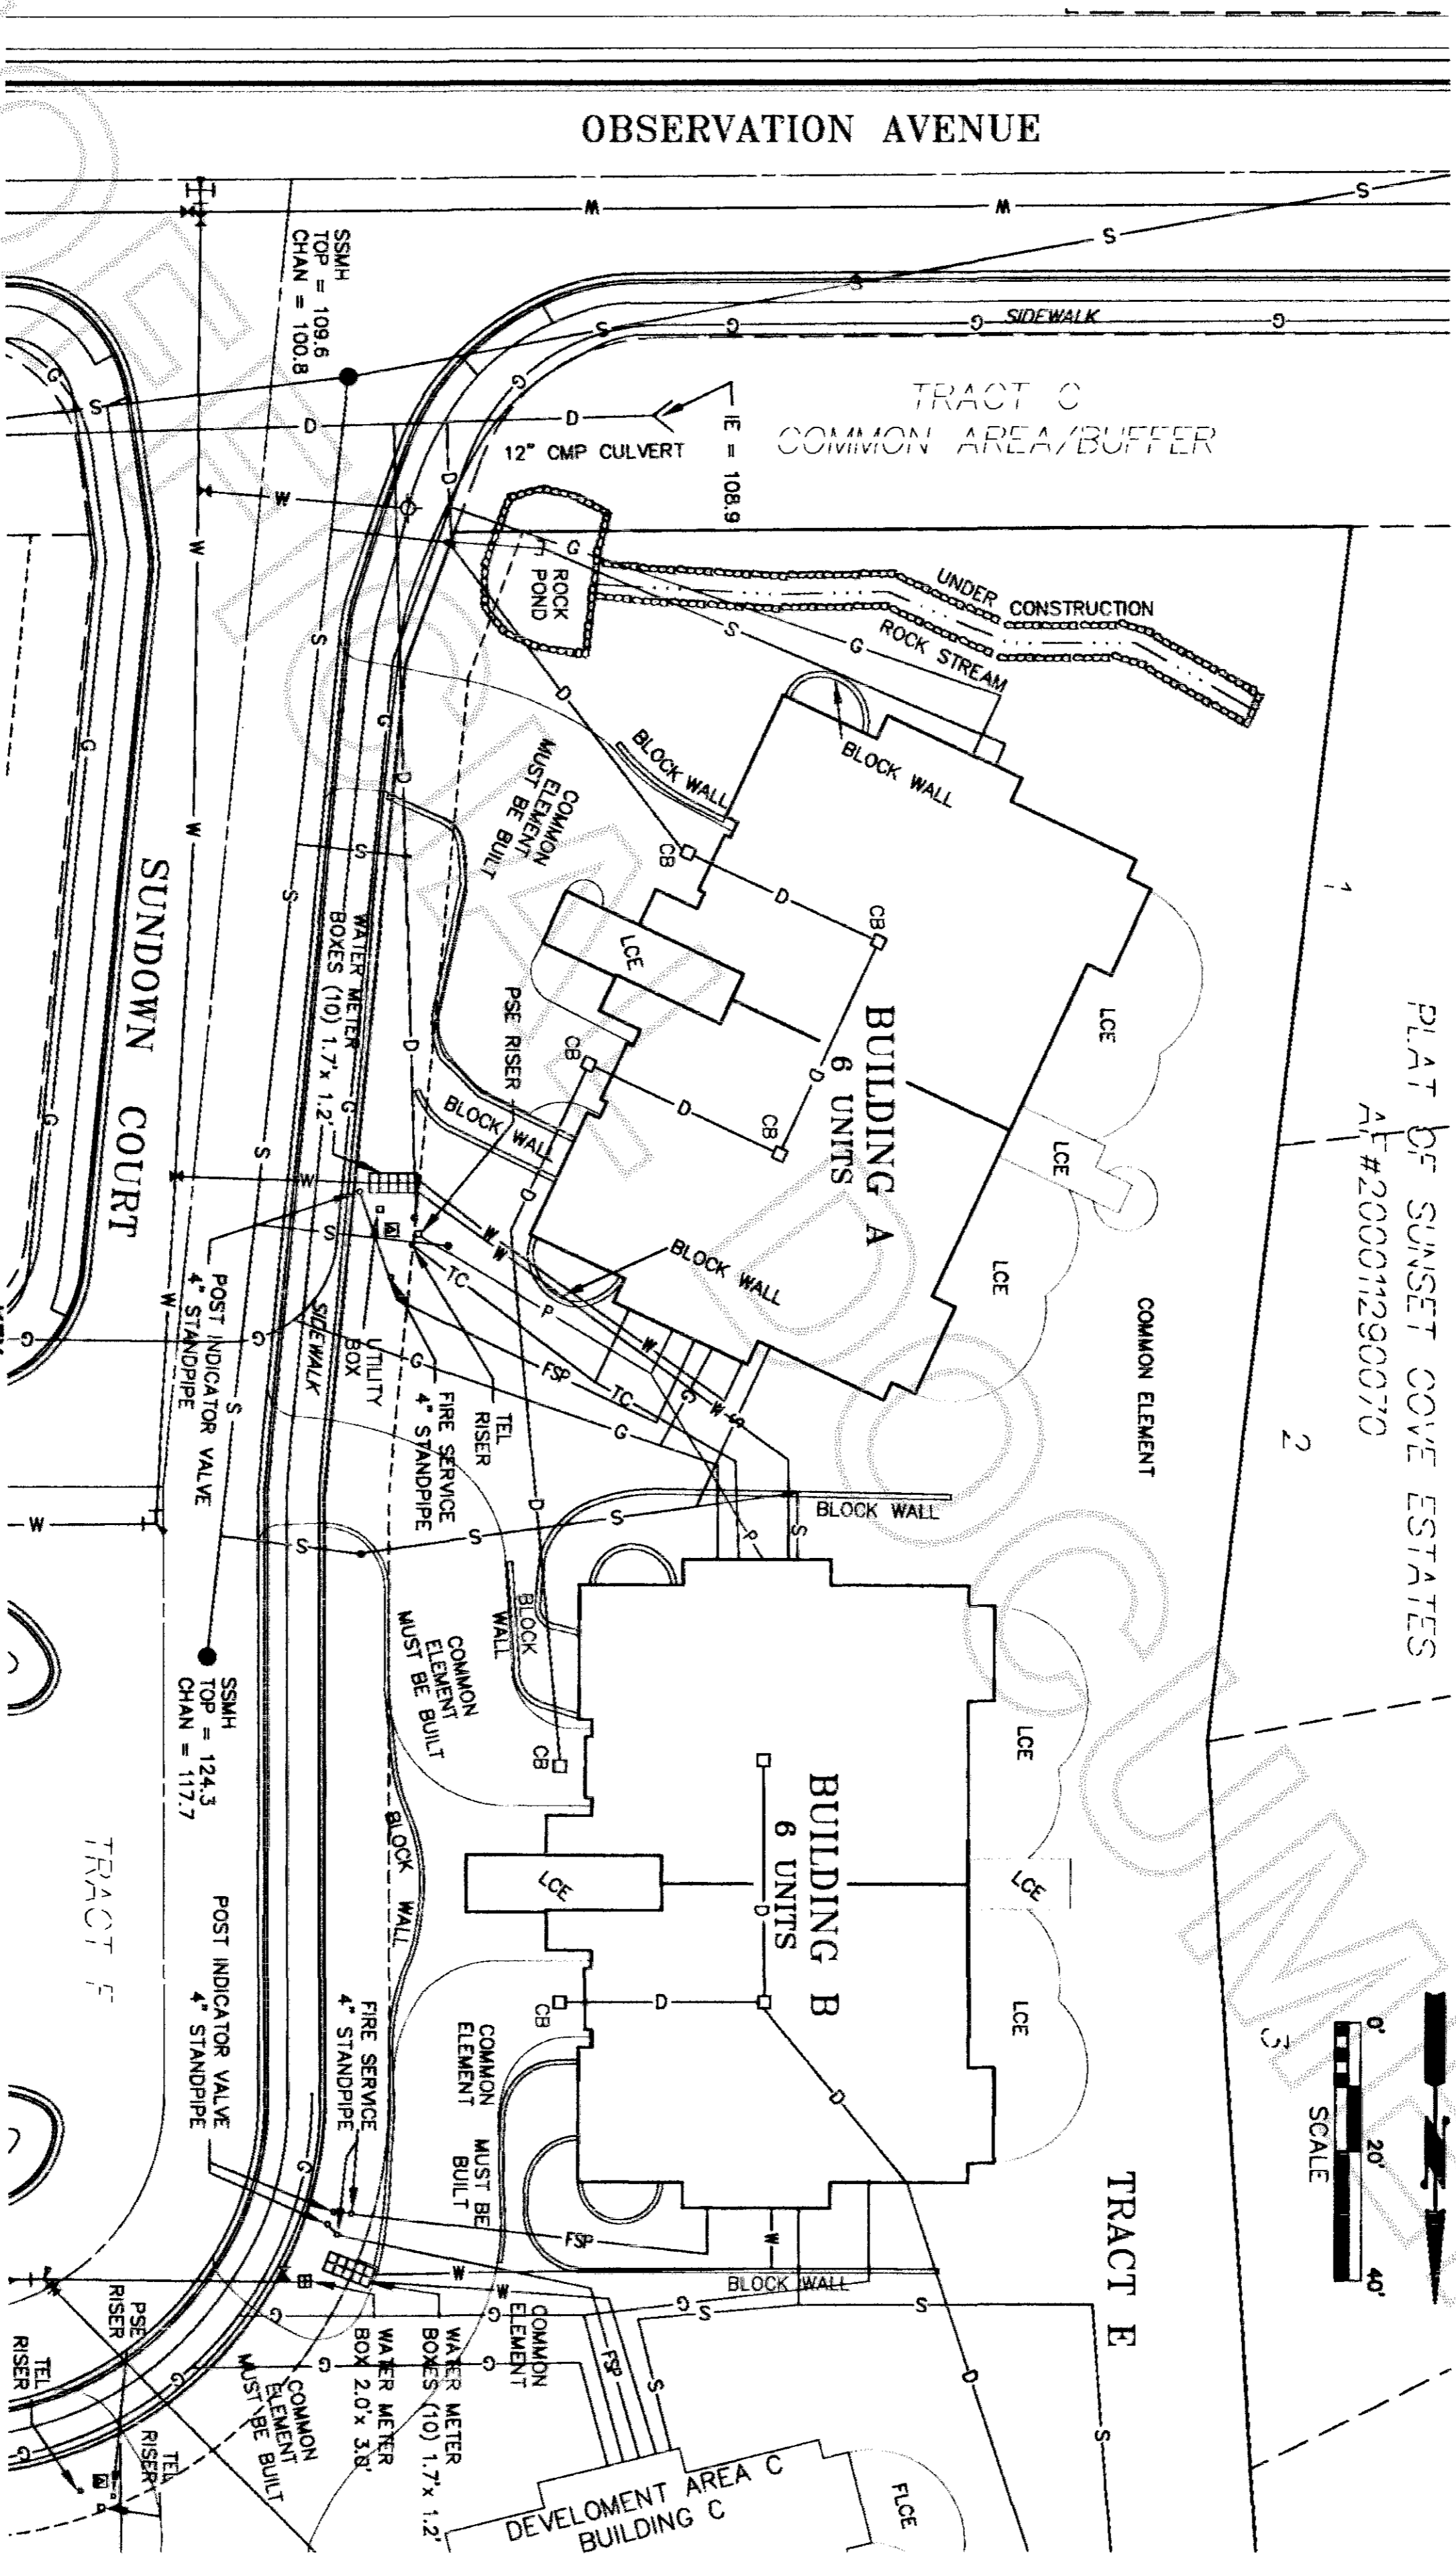 OBSERVATION AVENUE
W
W
S
S
S
SIDEWALK
G
G
G
S
SSMH
TOP = 109.6
CHAN = 100.8
TRACT C
COMMON AREA/BUFFER
IE = 108.9
12" CMP CULVERT
D
D
D
G
G
S
W
W
ROCK
POND
G
UNDER CONSTRUCTION
ROCK STREAM
S
G
D
S
G
G
D
BLOCK WALL
BLOCK WALL
COMMON
ELEMENT
MUST BE BUILT
CB
D
CB
W
S
S
1
PLAT OF SUNSET COVE ESTATES
AF#200011290070
2
SUNDOWN COURT
WATER METER
BOXES (10) 1.7'x 1.2'
LCE
PSE RISER
CB
BUILDING A
6 UNITS
D
D
CB
LCE
LCE
LCE
G
G
D
BLOCK WALL
S
W
D
S
W
W
BLOCK WALL
COMMON ELEMENT
POST INDICATOR VALVE
4" STANDPIPE
SIDEWALK
UTILITY
BOX
TC
P
FSP
TC
W
G
W
S
W
G
G
G
G
S
FIRE SERVICE
4" STANDPIPE
TEL
RISER
D
BLOCK WALL
W
S
S
S
P
S
BLOCK
WALL
COMMON
ELEMENT
MUST BE BUILT
SSMH
TOP = 124.3
CHAN = 117.7
CB
LCE
TRACT F
BLOCK WALL
LCE
BUILDING B
6 UNITS
D
LCE
LCE
CB
D
D
POST INDICATOR VALVE
4" STANDPIPE
FIRE SERVICE
4" STANDPIPE
COMMON
ELEMENT
MUST BE
BUILT
3
0' 20' 40'
SCALE
TRACT E
G
FSP
W
W
W
BLOCK WALL
G
G
S
S
D
S
PSE
RISER
TEL
RISER
TEL
RISER
G
G
G
G
COMMON
ELEMENT
MUST BE BUILT
WATER METER
BOX 2.0'x 3.0'
WATER METER
BOXES (10) 1.7'x 1.2'
COMMON
ELEMENT
FSP
S
DEVELOMENT AREA C
BUILDING C
FLCE